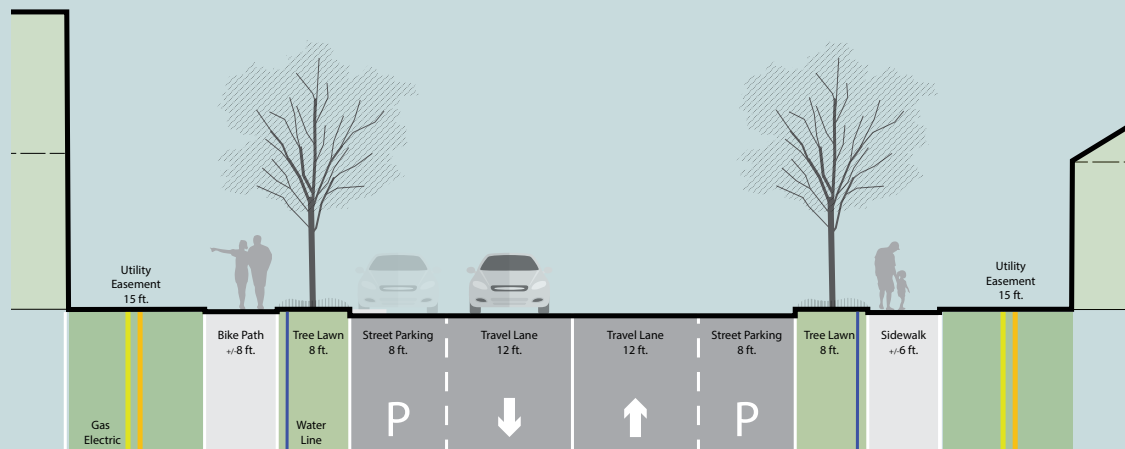 Utility
Easement
15 ft.
Utility
Easement
15 ft.
Bike Path
+/-8 ft.
Tree Lawn
8 ft.
Street Parking
8 ft.
Travel Lane
12 ft.
Travel Lane
12 ft.
Street Parking
8 ft.
Tree Lawn
8 ft.
Sidewalk
+/-6 ft.
Gas
Electric
Water
Line
P
P